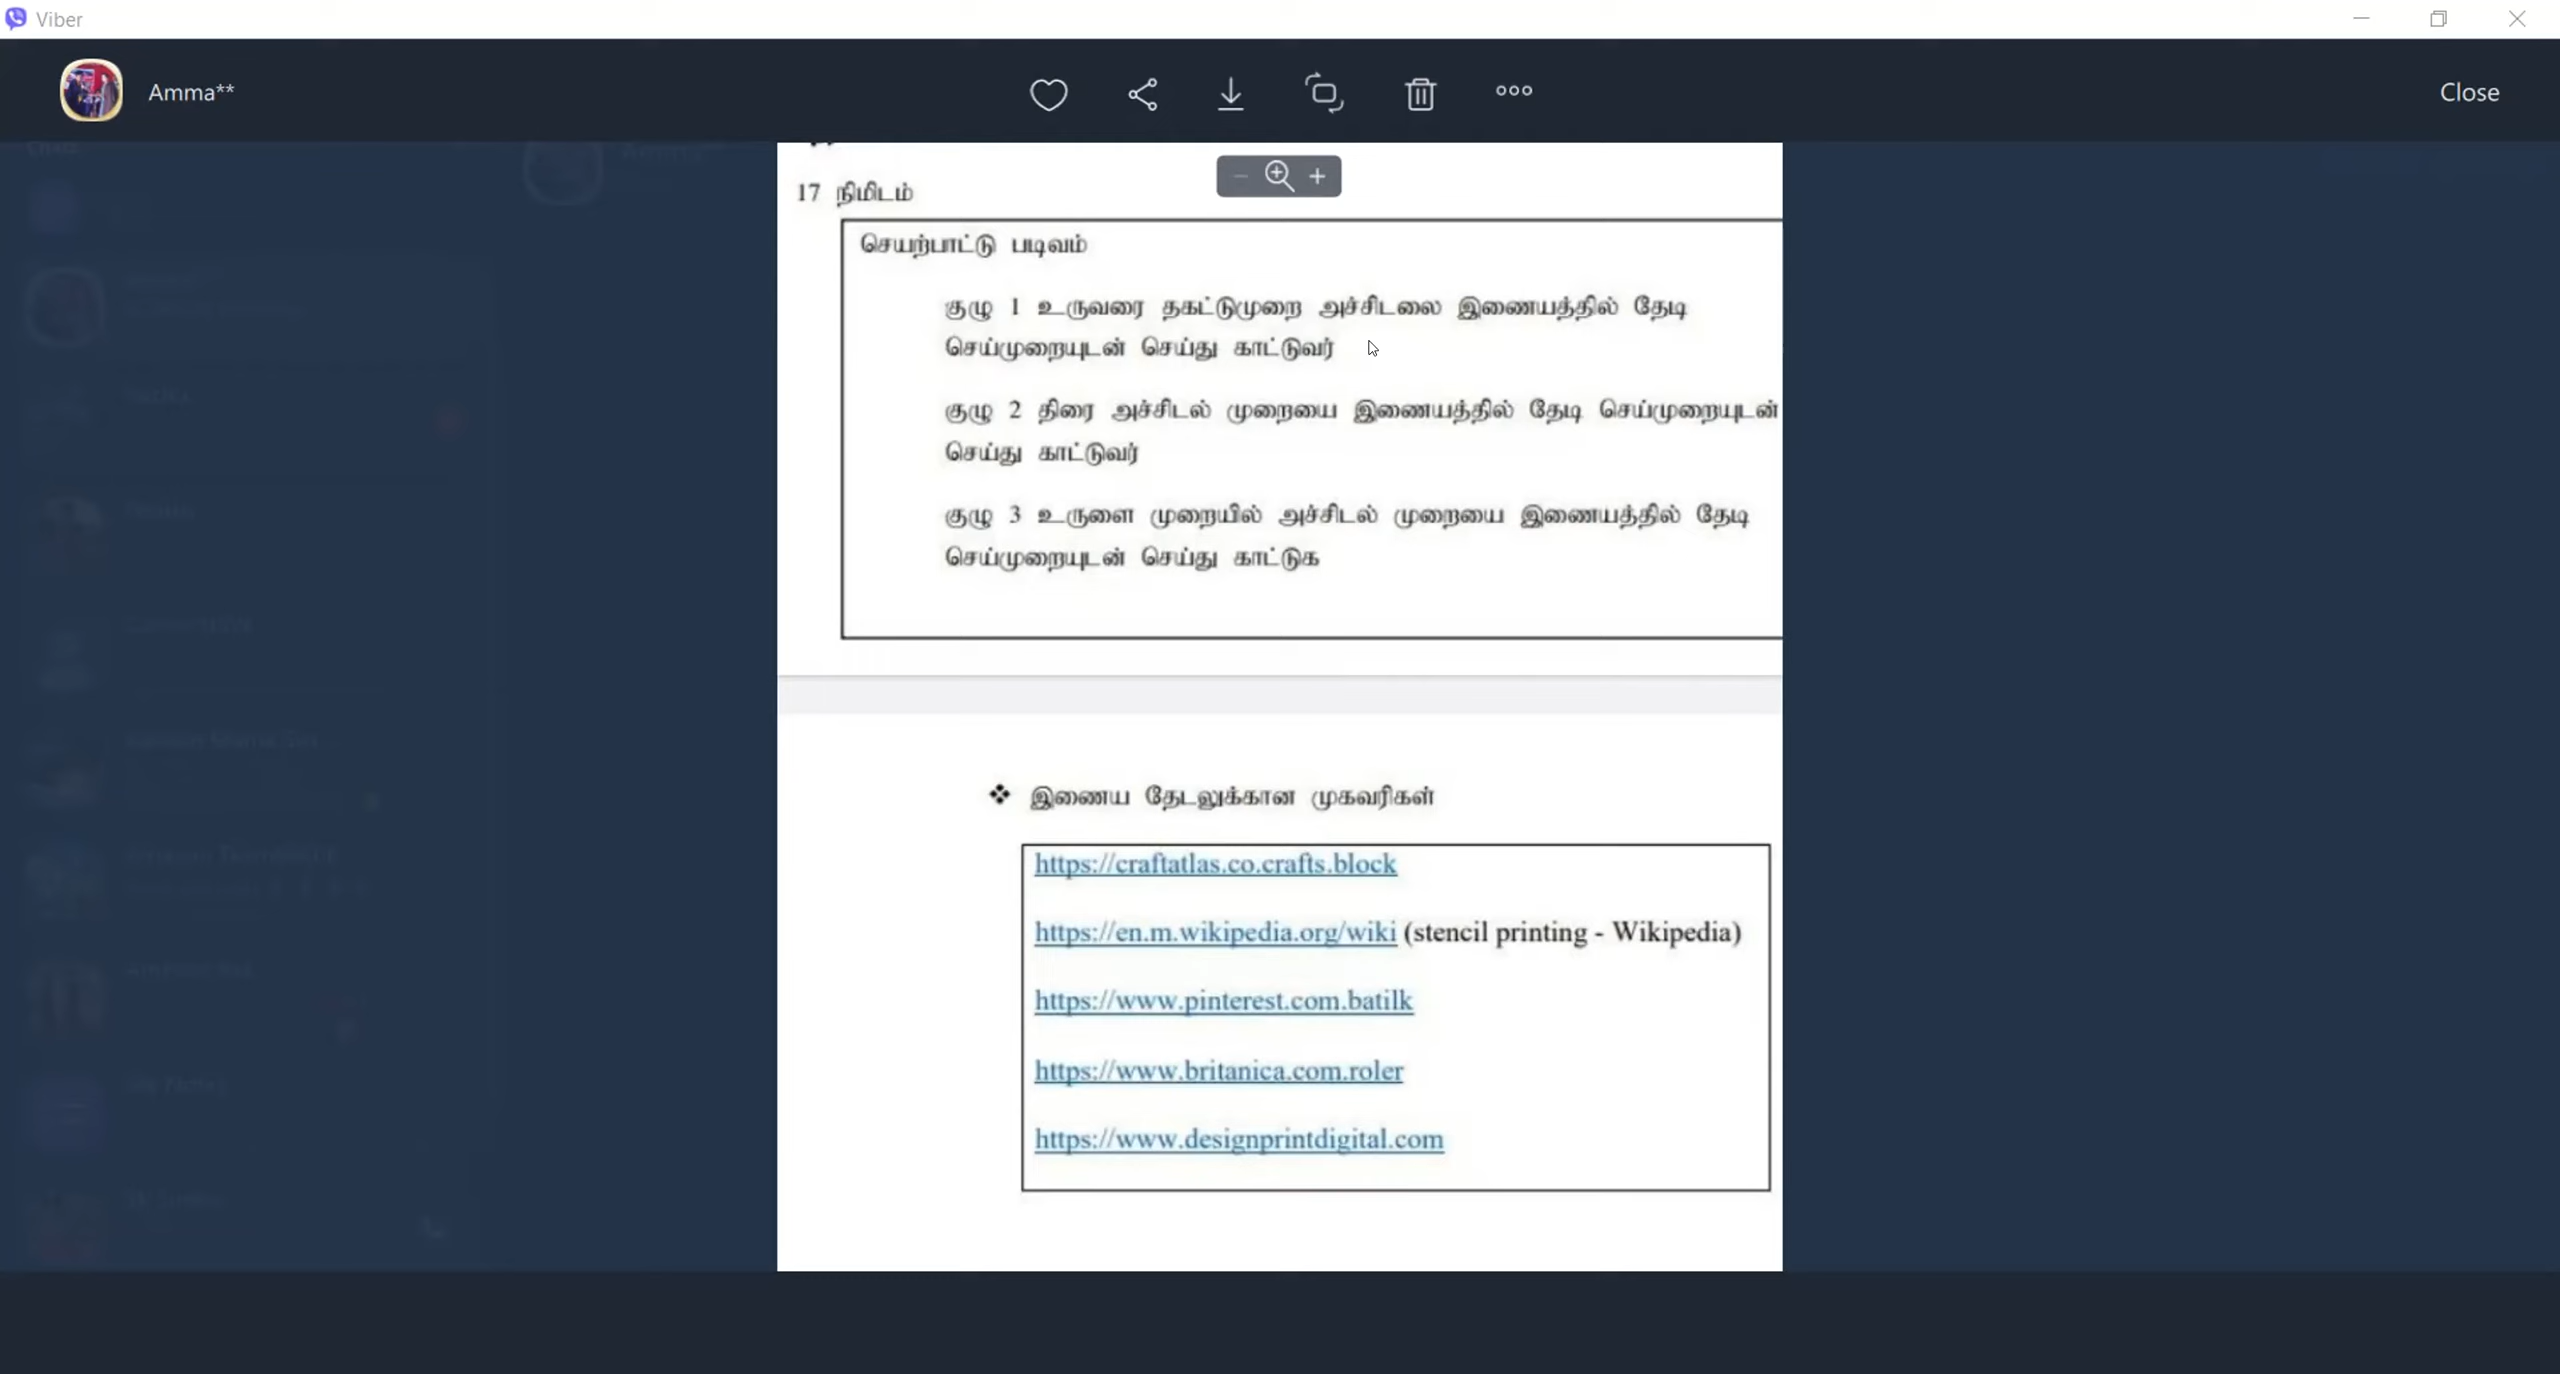 Viber
Amma**
Close
17 நிமிடம்
செயற்பாட்டு படிவம்
குழு 1 உருவரை தகட்டுமுறை அச்சிடலை இணையத்தில் தேடி
செய்முறையுடன் செய்து காட்டுவர்
குழு 2 திரை அச்சிடல் முறையை இணையத்தில் தேடி செய்முறையுடன்
செய்து காட்டுவர்
குழு 3 உருளை முறையில் அச்சிடல் முறையை இணையத்தில் தேடி
செய்முறையுடன் செய்து காட்டுக
❖ இணைய தேடலுக்கான முகவரிகள்
https://craftatlas.co.crafts.block
https://en.m.wikipedia.org/wiki (stencil printing - Wikipedia)
https://www.pinterest.com.batilk
https://www.britanica.com.roler
https://www.designprintdigital.com